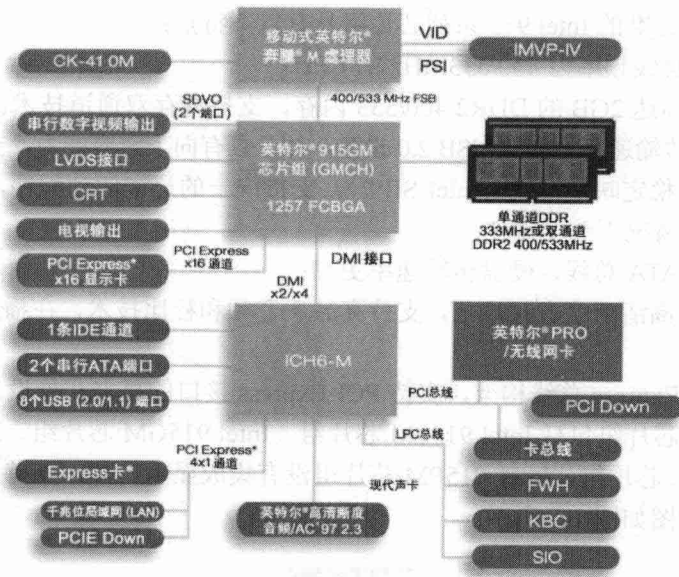 移动式英特尔®
奔騰® M 處理器
VID
PSI
IMVP-IV
CK-410M
400/533 MHz FSB
SDVO
(2个端口)
串行数字视频输出
LVDS接口
CRT
电视输出
PCI Express*
x16 显示卡
PCI Express
x16 通道
英特尔® 915GM
芯片组 (GMCH)
1257 FCBGA
单通道DDR
333MHz或双通道
DDR2 400/533MHz
DMI 接口
DMI
x2/x4
1条IDE通道
2个串行ATA端口
8个USB (2.0/1.1) 端口
ICH6-M
英特尔® PRO
/无线网卡
PCI总线
PCI Down
LPC总线
卡总线
FWH
KBC
SIO
PCI Express*
4x1 通道
Express卡*
千兆位局域网 (LAN)
PCIE Down
现代声卡
英特尔® 高清晰度
音频/AC'97 2.3